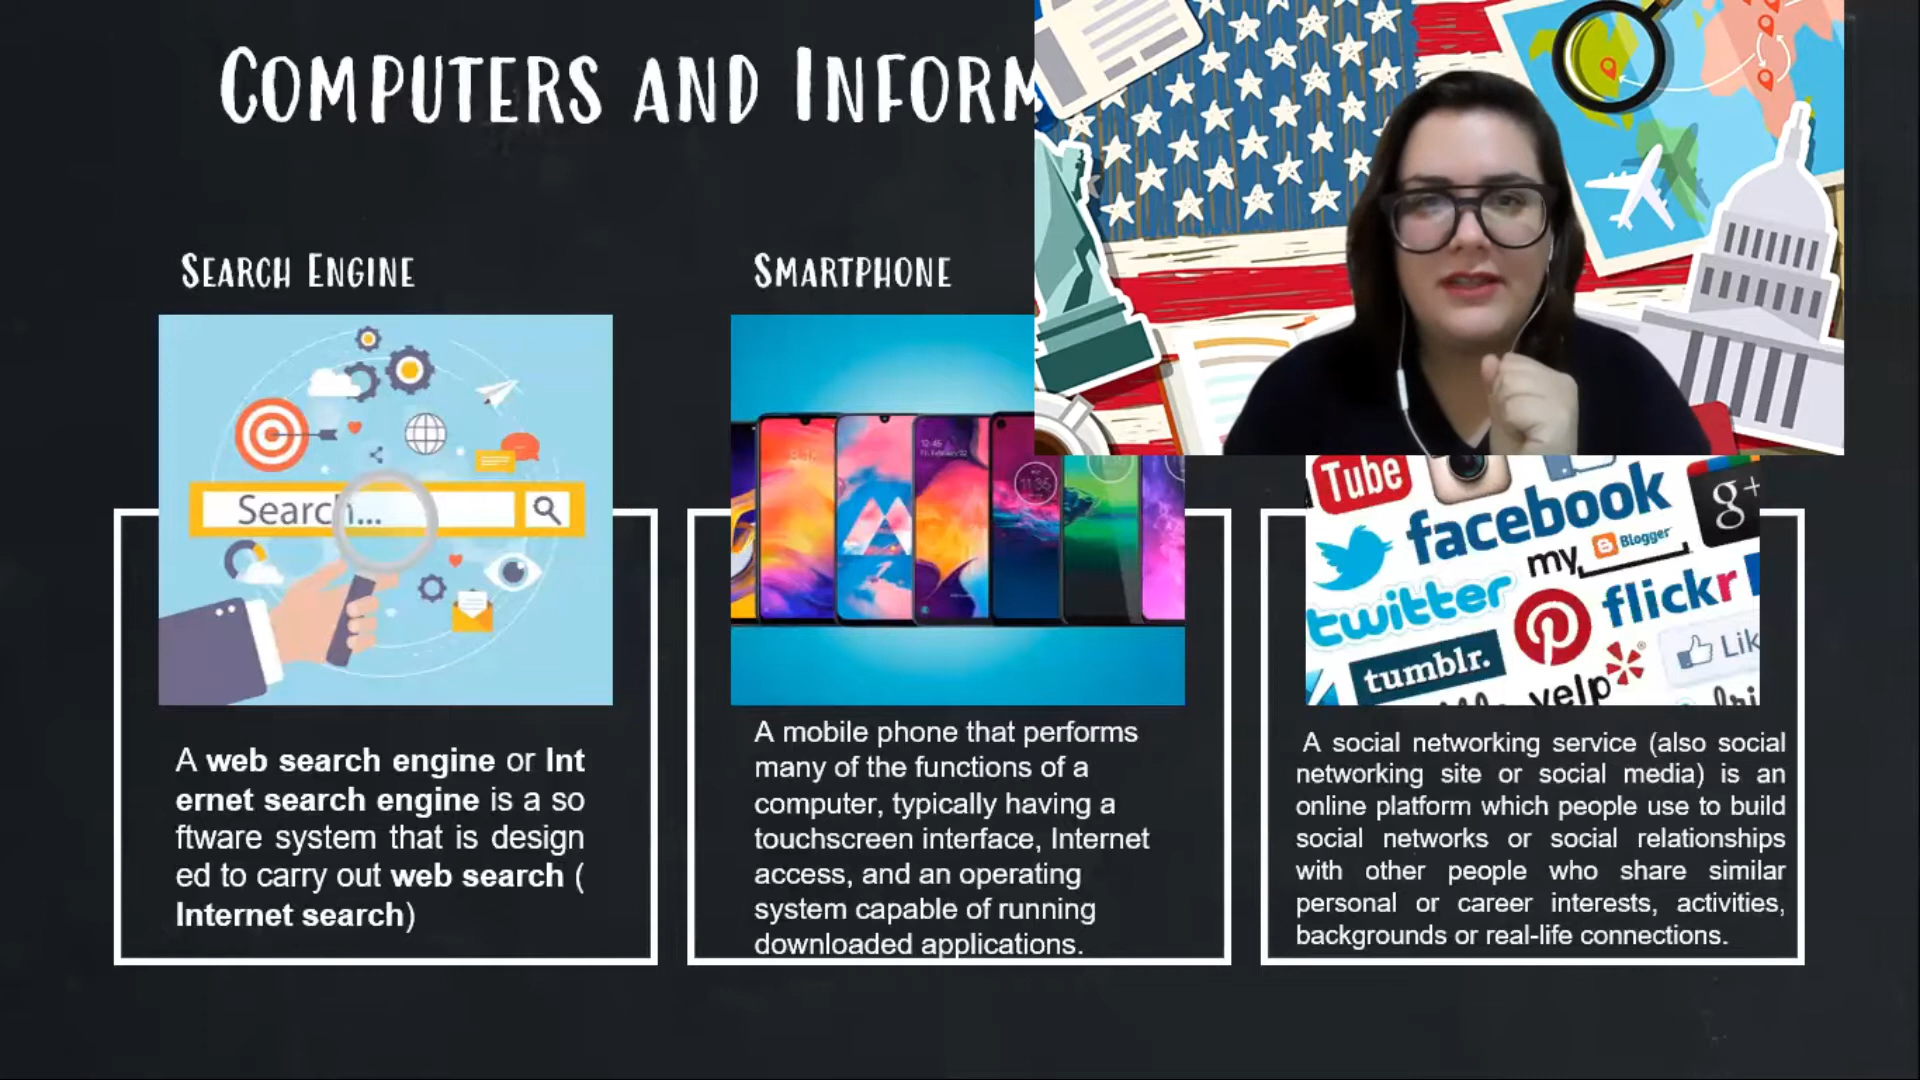 COMPUTERS AND INFORM
SEARCH ENGINE
Search...
A web search engine or Int
ernet search engine is a so
ftware system that is design
ed to carry out web search (
Internet search)
SMARTPHONE
12:45
11:35
A mobile phone that performs
many of the functions of a
computer, typically having a
touchscreen interface, Internet
access, and an operating
system capable of running
downloaded applications.
Tube
facebook
g+
twitter
my
Blogger
flickr
tumblr.
yelp
Lik
A social networking service (also social
networking site or social media) is an
online platform which people use to build
social networks or social relationships
with other people who share similar
personal or career interests, activities,
backgrounds or real-life connections.